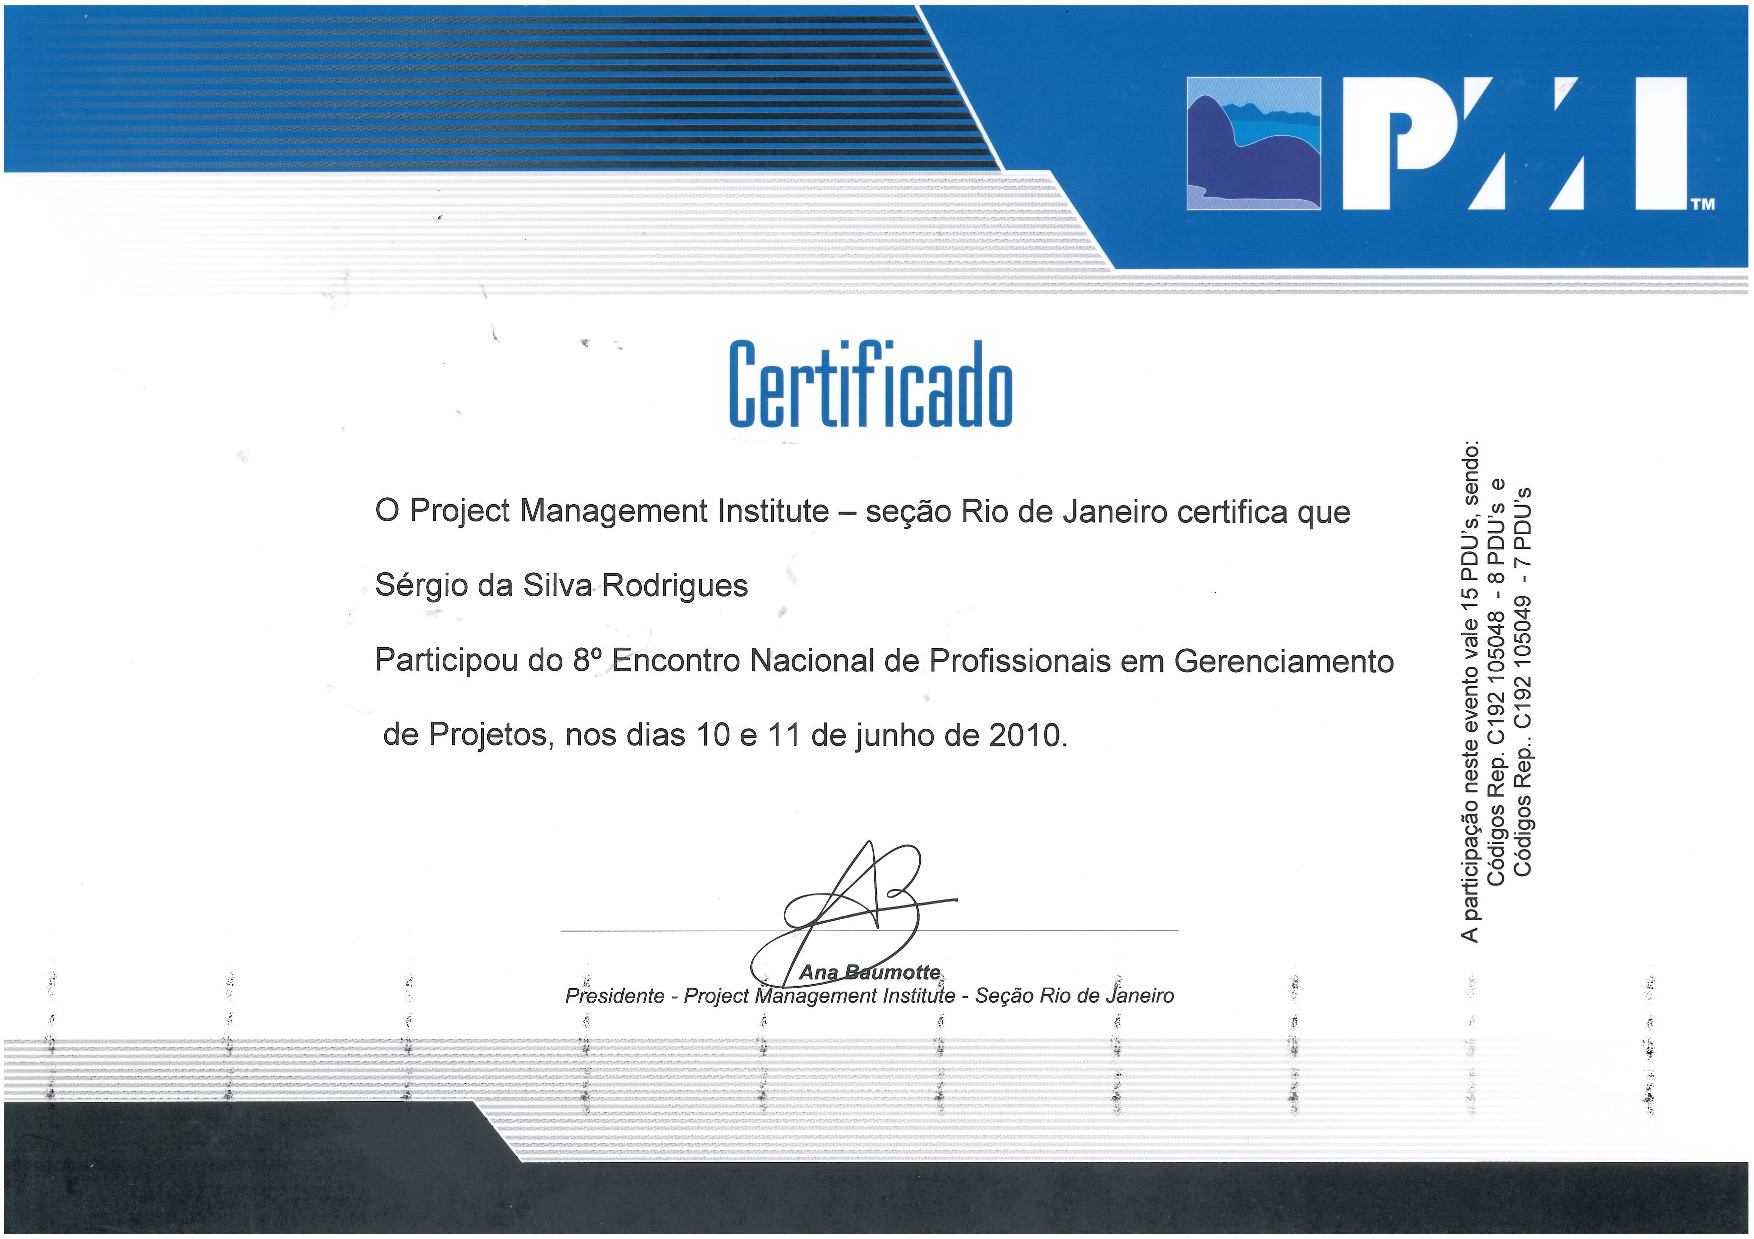 PMI™
Certificado
O Project Management Institute – seção Rio de Janeiro certifica que
Sérgio da Silva Rodrigues
Participou do 8º Encontro Nacional de Profissionais em Gerenciamento
de Projetos, nos dias 10 e 11 de junho de 2010.
A participação neste evento vale 15 PDU's, sendo:
Códigos Rep. C192 105048 - 8 PDU's e
Códigos Rep.. C192 105049 - 7 PDU's
AB
Ana Baumotte
Presidente - Project Management Institute - Seção Rio de Janeiro